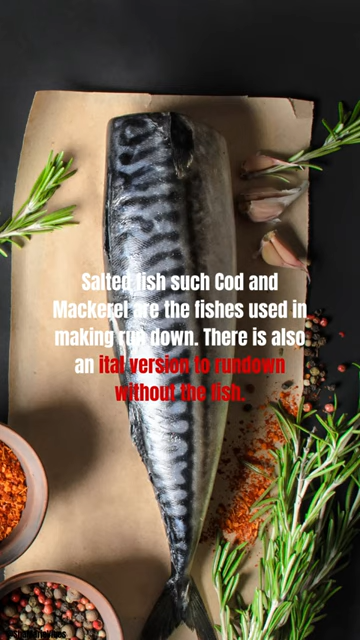 Salted fish such Cod and
Mackerel are the fishes used in
making run down. There is also
an ital version to rundown
without the fish.